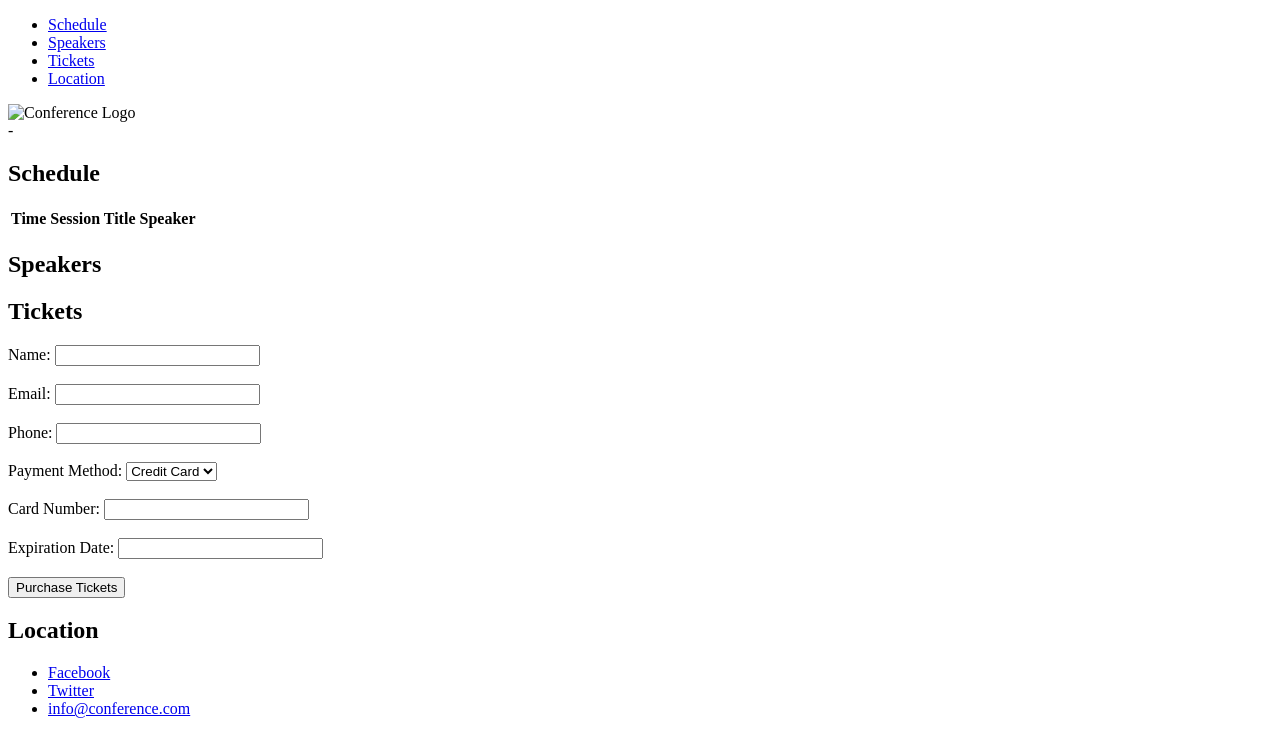 Schedule
Speakers
Tickets
Location
Conference Logo
-
Schedule
Time Session Title Speaker
Speakers
Tickets
Name:
Email:
Phone:
Payment Method: Credit Card
Card Number:
Expiration Date:
Purchase Tickets
Location
Facebook
Twitter
info@conference.com